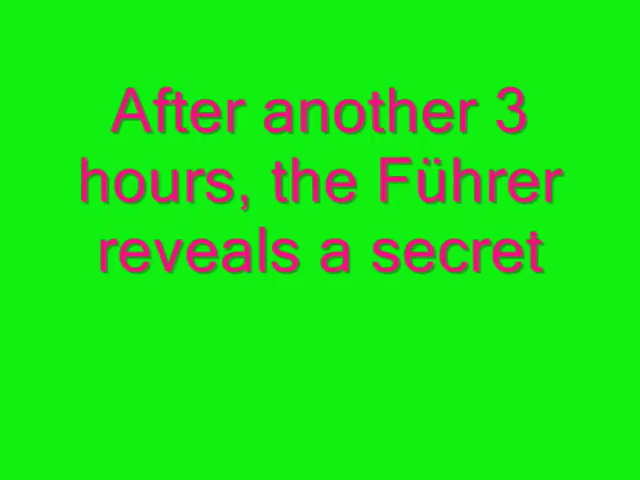 After another 3
hours, the Führer
reveals a secret